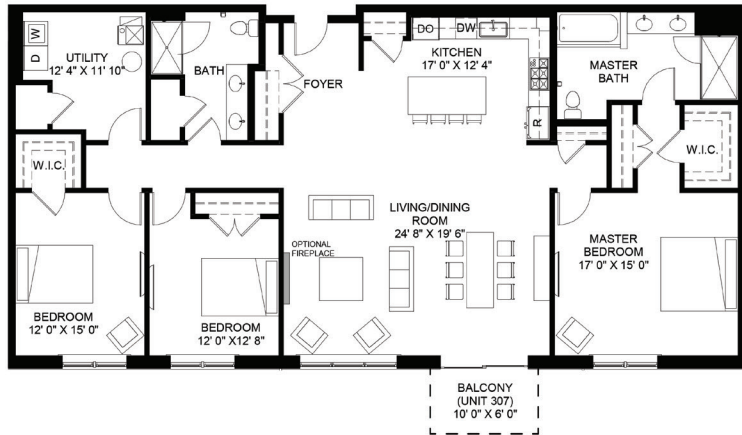 W
D
UTILITY
12' 4" X 11' 10"
BATH
FOYER
DO
DW
KITCHEN
17' 0" X 12' 4"
R
MASTER
BATH
W.I.C.
W.I.C.
LIVING/DINING
ROOM
24' 8" X 19' 6"
OPTIONAL
FIREPLACE
MASTER
BEDROOM
17' 0" X 15' 0"
BEDROOM
12' 0" X 15' 0"
BEDROOM
12' 0" X12' 8"
BALCONY
(UNIT 307)
10' 0" X 6' 0"